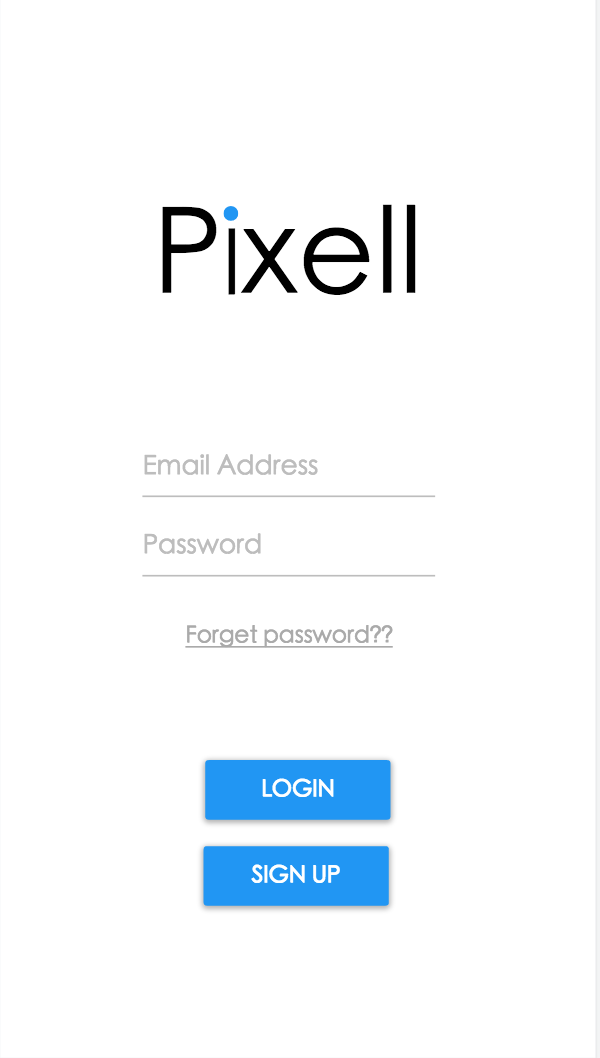 Pixell
Email Address
Password
Forget password??
LOGIN
SIGN UP